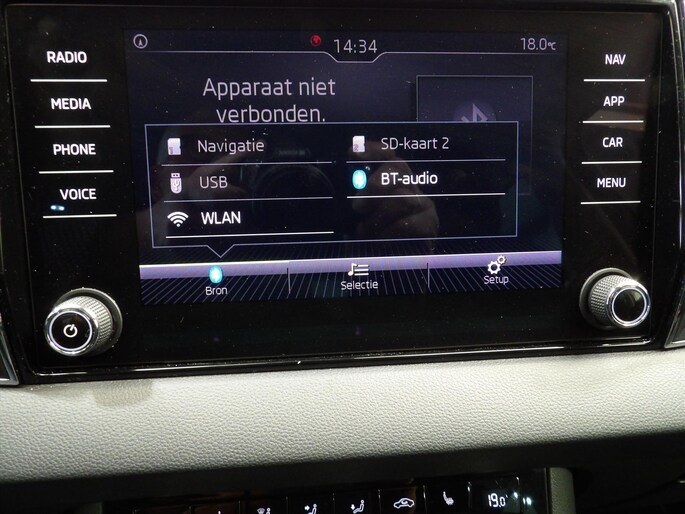 14:34
18.0°C
RADIO
MEDIA
PHONE
VOICE
NAV
APP
CAR
MENU
Apparaat niet
verbonden.
Navigatie
SD-kaart 2
USB
BT-audio
WLAN
Bron
Selectie
Setup
19.0